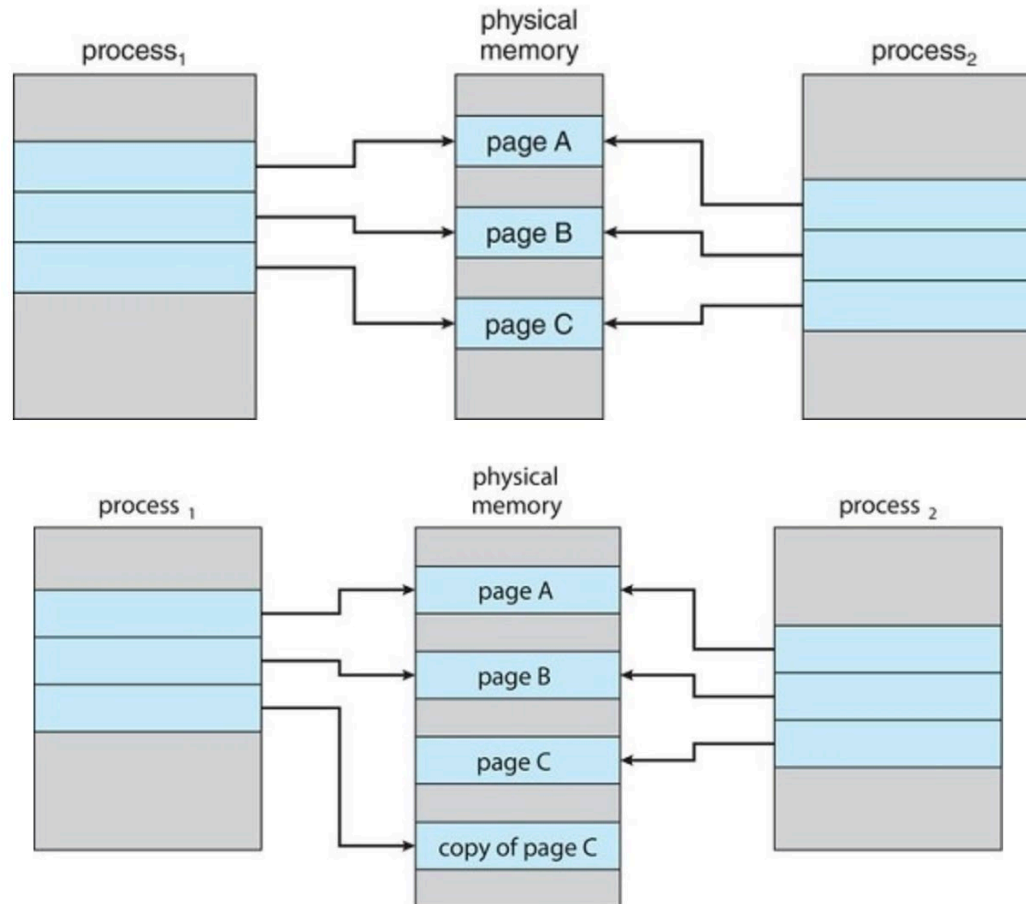 physical
memory
process₁
process₂
page A
page B
page C
physical
memory
process ₁
process ₂
page A
page B
page C
copy of page C